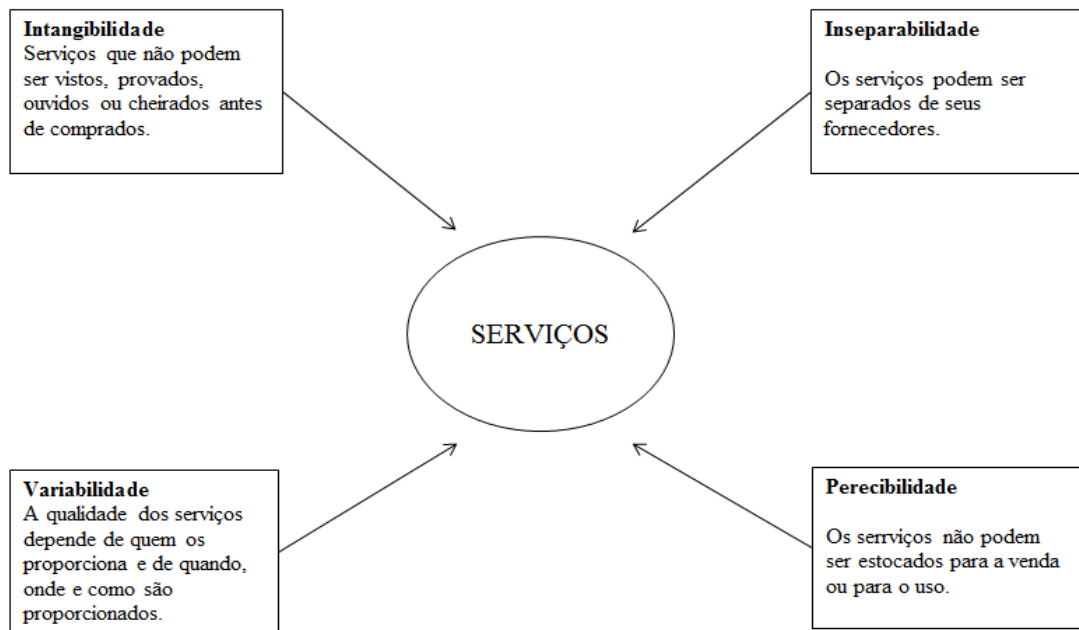 Intangibilidade
Serviços que não podem
ser vistos, provados,
ouvidos ou cheirados antes
de comprados.
Inseparabilidade
Os serviços podem ser
separados de seus
fornecedores.
SERVIÇOS
Variabilidade
A qualidade dos serviços
depende de quem os
proporciona e de quando,
onde e como são
proporcionados.
Perecibilidade
Os serrviços não podem
ser estocados para a venda
ou para o uso.